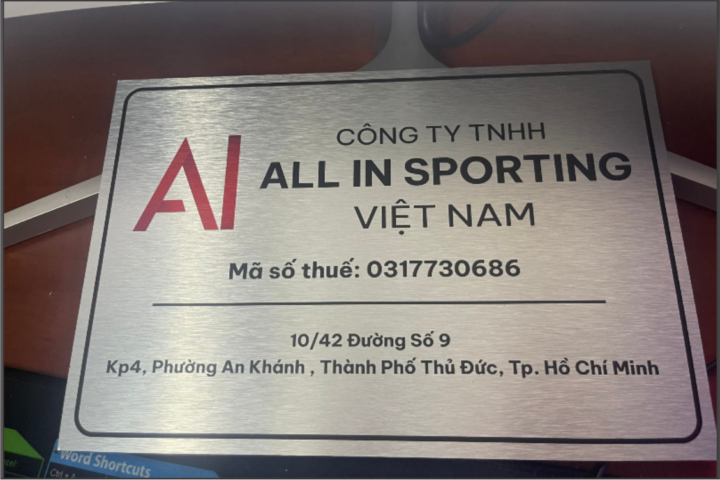 AI
CÔNG TY TNHH
ALL IN SPORTING
VIỆT NAM
Mã số thuế: 0317730686
10/42 Đường Số 9
Kp4, Phường An Khánh , Thành Phố Thủ Đức, Tp. Hồ Chí Minh
Word Shortcuts